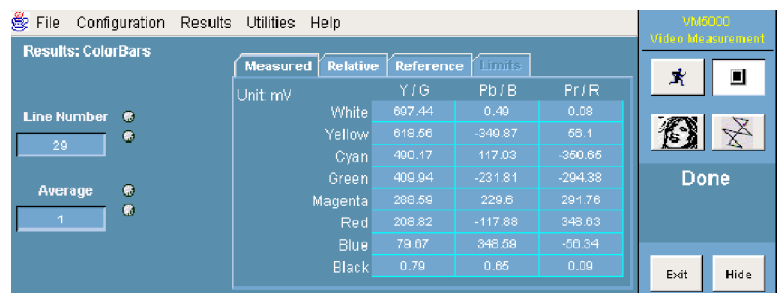 File Configuration Results Utilities Help
VM5000
Video Measurement
Results: ColorBars
Measured Relative Reference Limits
Unit: mV Y / G Pb / B Pr / R
White 697.44 0.49 0.08
Yellow 618.56 -349.87 56.1
Cyan 490.17 117.03 -350.65
Green 409.94 -231.81 -294.38
Magenta 288.59 229.6 291.76
Red 208.82 -117.88 348.63
Blue 79.07 348.59 -56.34
Black 0.79 0.65 0.09
Line Number
29
Average
1
Done
Exit Hide